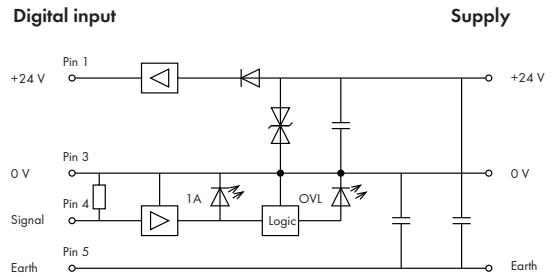 Digital input Supply
Pin 1
+24 V +24 V
Pin 3
0 V 0 V
Pin 4 1A OVL
Signal Logic
Pin 5
Earth Earth